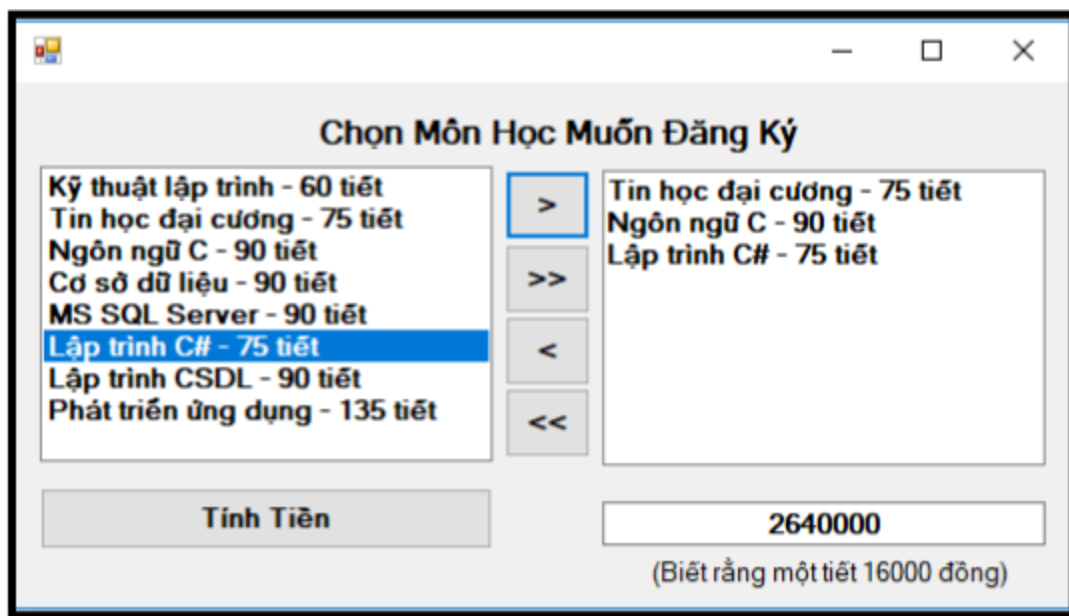 Chọn Môn Học Muốn Đăng Ký
Kỹ thuật lập trình - 60 tiết
Tin học đại cương - 75 tiết
Ngôn ngữ C - 90 tiết
Cơ sở dữ liệu - 90 tiết
MS SQL Server - 90 tiết
Lập trình C# - 75 tiết
Lập trình CSDL - 90 tiết
Phát triển ứng dụng - 135 tiết
>
>>
<
<<
Tin học đại cương - 75 tiết
Ngôn ngữ C - 90 tiết
Lập trình C# - 75 tiết
Tính Tiền
2640000
(Biết rằng một tiết 16000 đồng)